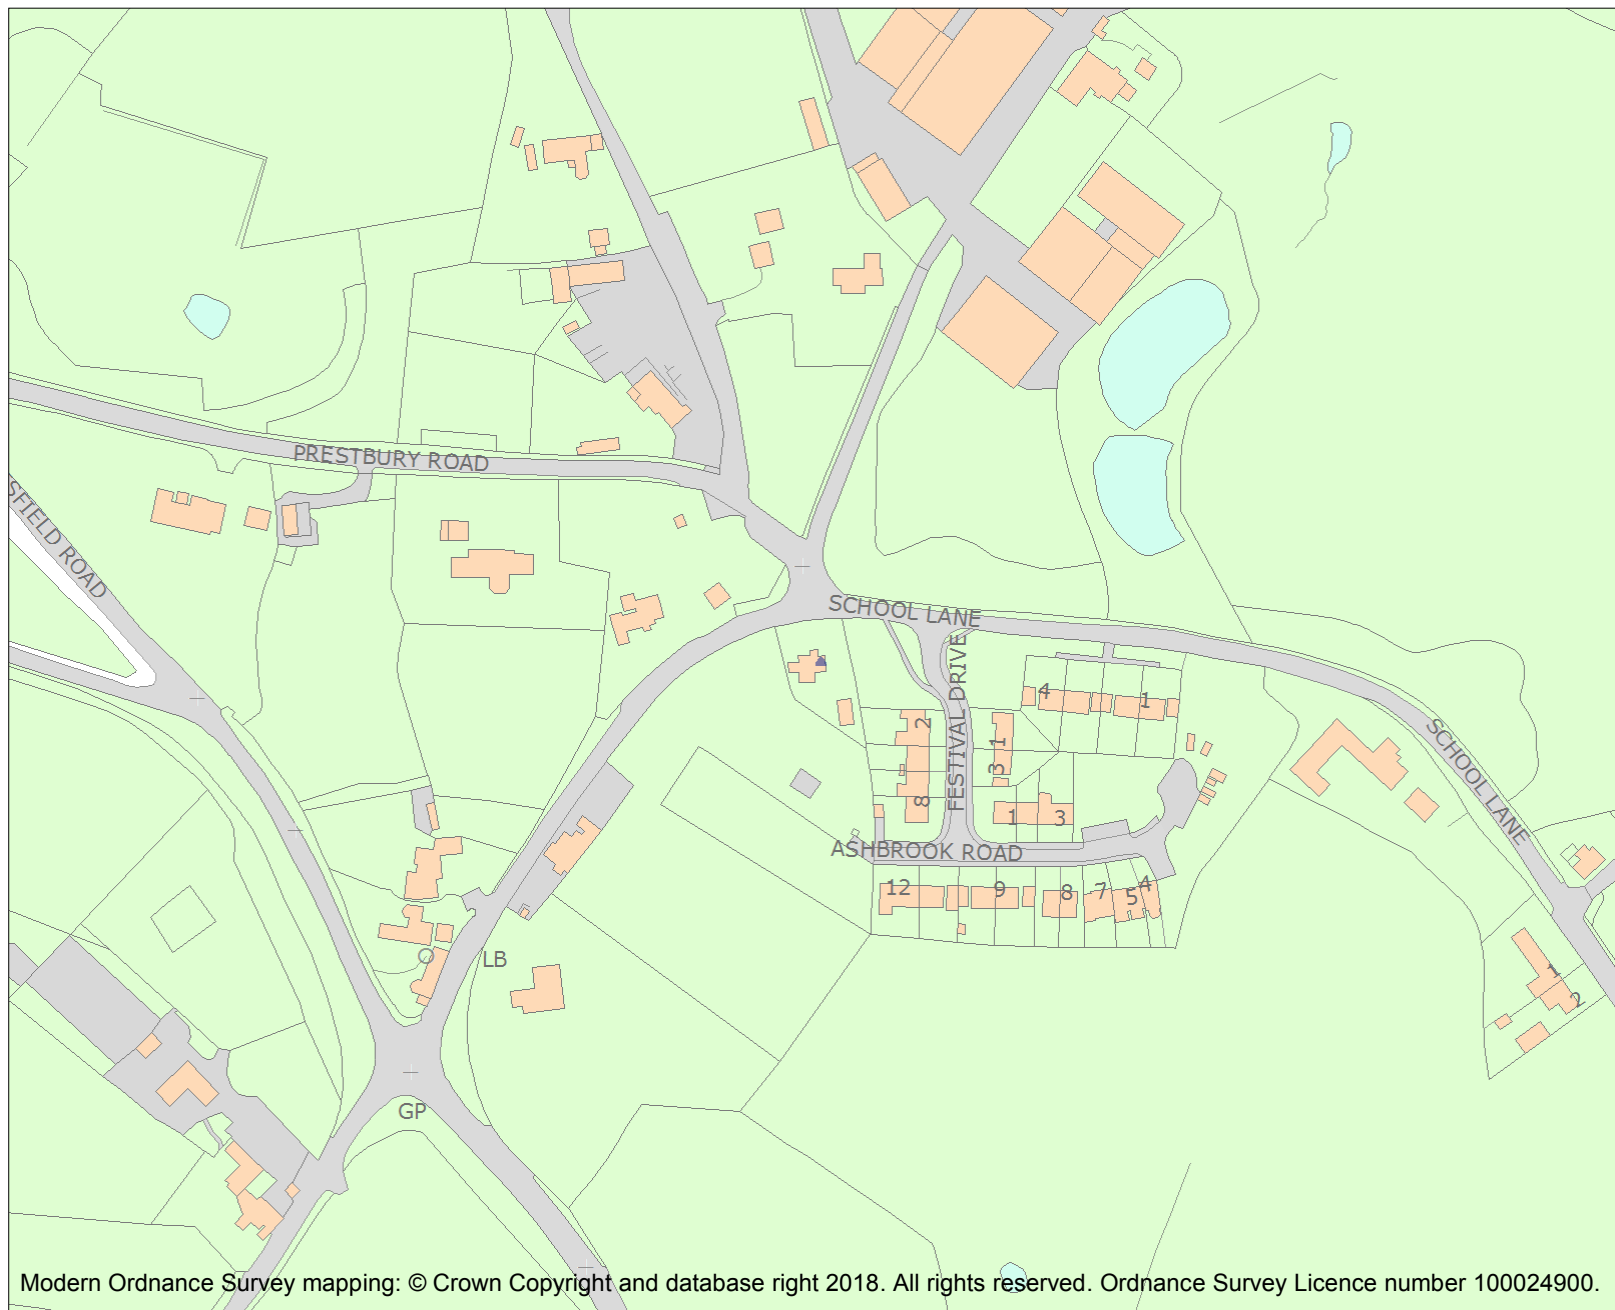 PRESTBURY ROAD
SFIELD ROAD
SCHOOL LANE
FESTIVAL DRIVE
4
1
2
1
3
8
SCHOOL LANE
1
3
ASHBROOK ROAD
12
9
8
7
5
4
LB
1
2
GP
Modern Ordnance Survey mapping: © Crown Copyright and database right 2018. All rights reserved. Ordnance Survey Licence number 100024900.